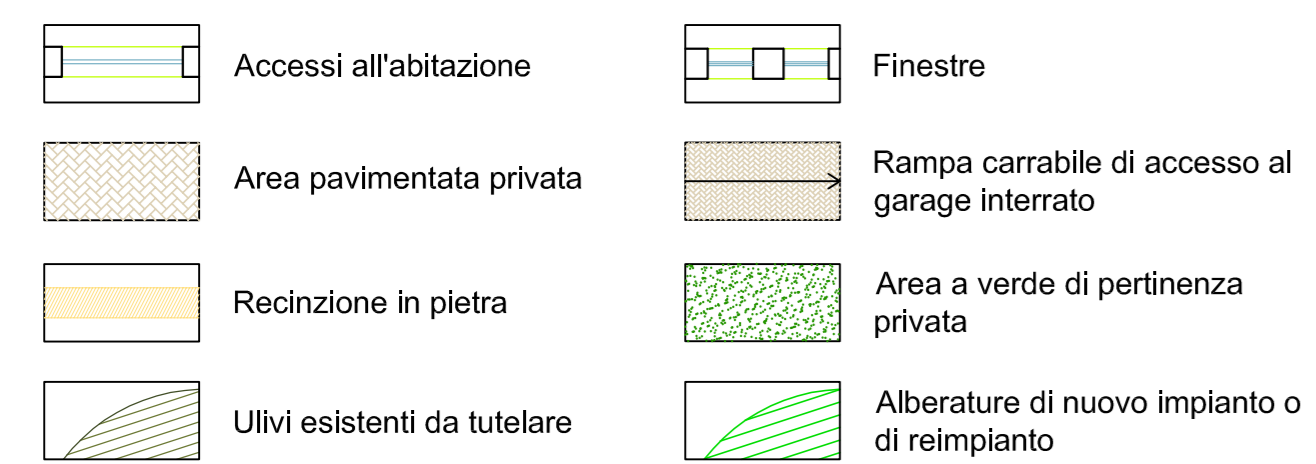 Accessi all'abitazione
Finestre
Area pavimentata privata
Rampa carrabile di accesso al
garage interrato
Recinzione in pietra
Area a verde di pertinenza
privata
Ulivi esistenti da tutelare
Alberature di nuovo impianto o
di reimpianto